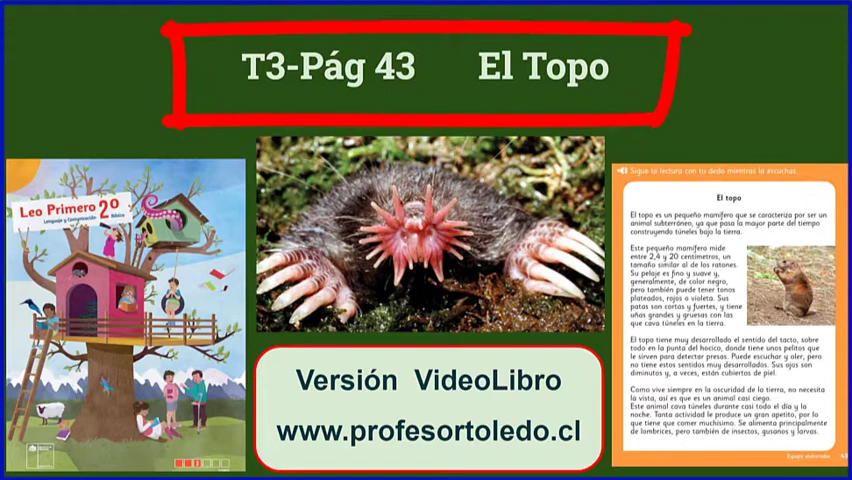 T3-Pág 43 El Topo
Leo Primero 2º
Lenguaje y Comunicación Básico
Versión VideoLibro
www.profesortoledo.cl
Sigue la lectura con tu dedo mientras la escuchas.
El topo
El topo es un pequeño mamífero que se caracteriza por ser un
animal subterráneo, ya que pasa la mayor parte del tiempo
construyendo túneles bajo la tierra.
Este pequeño mamífero mide
entre 2,4 y 20 centímetros, un
tamaño similar al de los ratones.
Su pelaje es fino y suave y,
generalmente, de color negro,
pero también puede tener tonos
plateados, rojos o violeta. Sus
patas son cortas y fuertes, y tiene
uñas grandes y gruesas con las
que cava túneles en la tierra.
El topo tiene muy desarrollado el sentido del tacto, sobre
todo en la punta del hocico, donde tiene unos pelitos que
le sirven para detectar presas. Puede escuchar y oler, pero
no tiene estos sentidos muy desarrollados. Sus ojos son
diminutos y, a veces, están cubiertos de piel.
Como vive siempre en la oscuridad de la tierra, no necesita
la vista, así es que es un animal casi ciego.
Este animal cava túneles durante casi todo el día y la
noche. Tanta actividad le produce un gran apetito, por lo
que tiene que comer muchísimo. Se alimenta principalmente
de lombrices, pero también de insectos, gusanos y larvas.